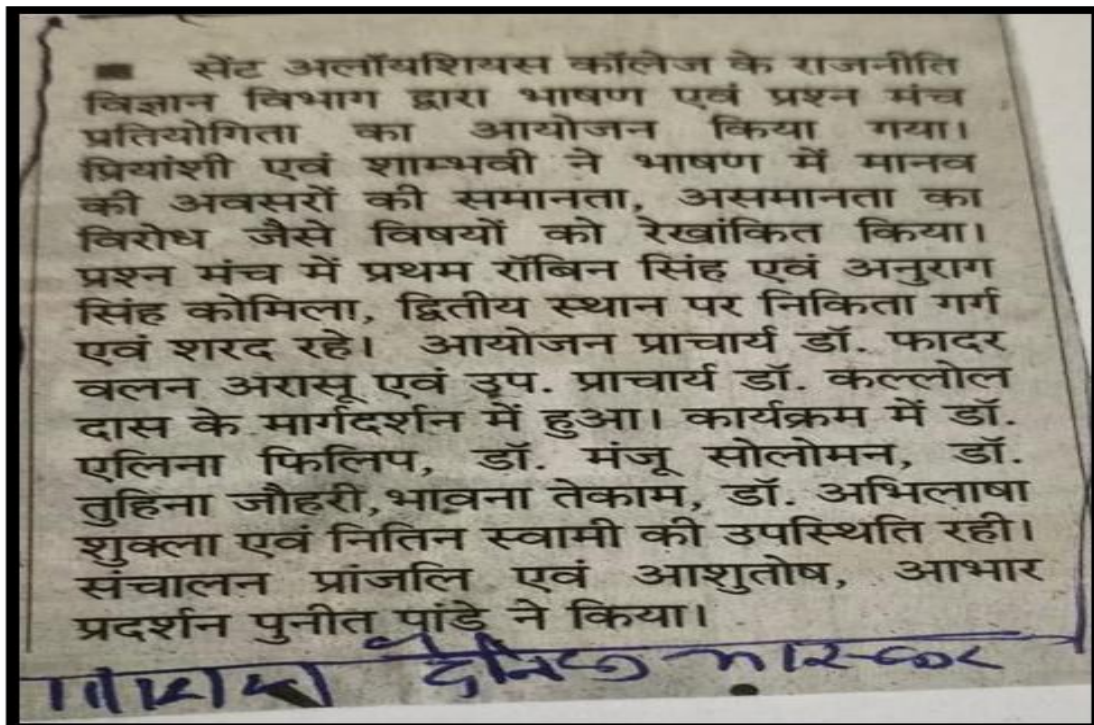 सेंट अलॉयशियस कॉलेज के राजनीति
विज्ञान विभाग द्वारा भाषण एवं प्रश्न मंच
प्रतियोगिता का आयोजन किया गया।
प्रियांशी एवं शाम्भवी ने भाषण में मानव
की अवसरों की समानता, असमानता का
विरोध जैसे विषयों को रेखांकित किया।
प्रश्न मंच में प्रथम रॉबिन सिंह एवं अनुराग
सिंह कोमिला, द्वितीय स्थान पर निकिता गर्ग
एवं शरद रहे। आयोजन प्राचार्य डॉ. फादर
वलन अरासू एवं उप. प्राचार्य डॉ. कल्लोल
दास के मार्गदर्शन में हुआ। कार्यक्रम में डॉ.
एलिना फिलिप, डॉ. मंजू सोलोमन, डॉ.
तुहिना जौहरी, भावना तेकाम, डॉ. अभिलाषा
शुक्ला एवं नितिन स्वामी की उपस्थिति रही।
संचालन प्रांजलि एवं आशुतोष, आभार
प्रदर्शन पुनीत पांडे ने किया।
दैनिक भास्कर